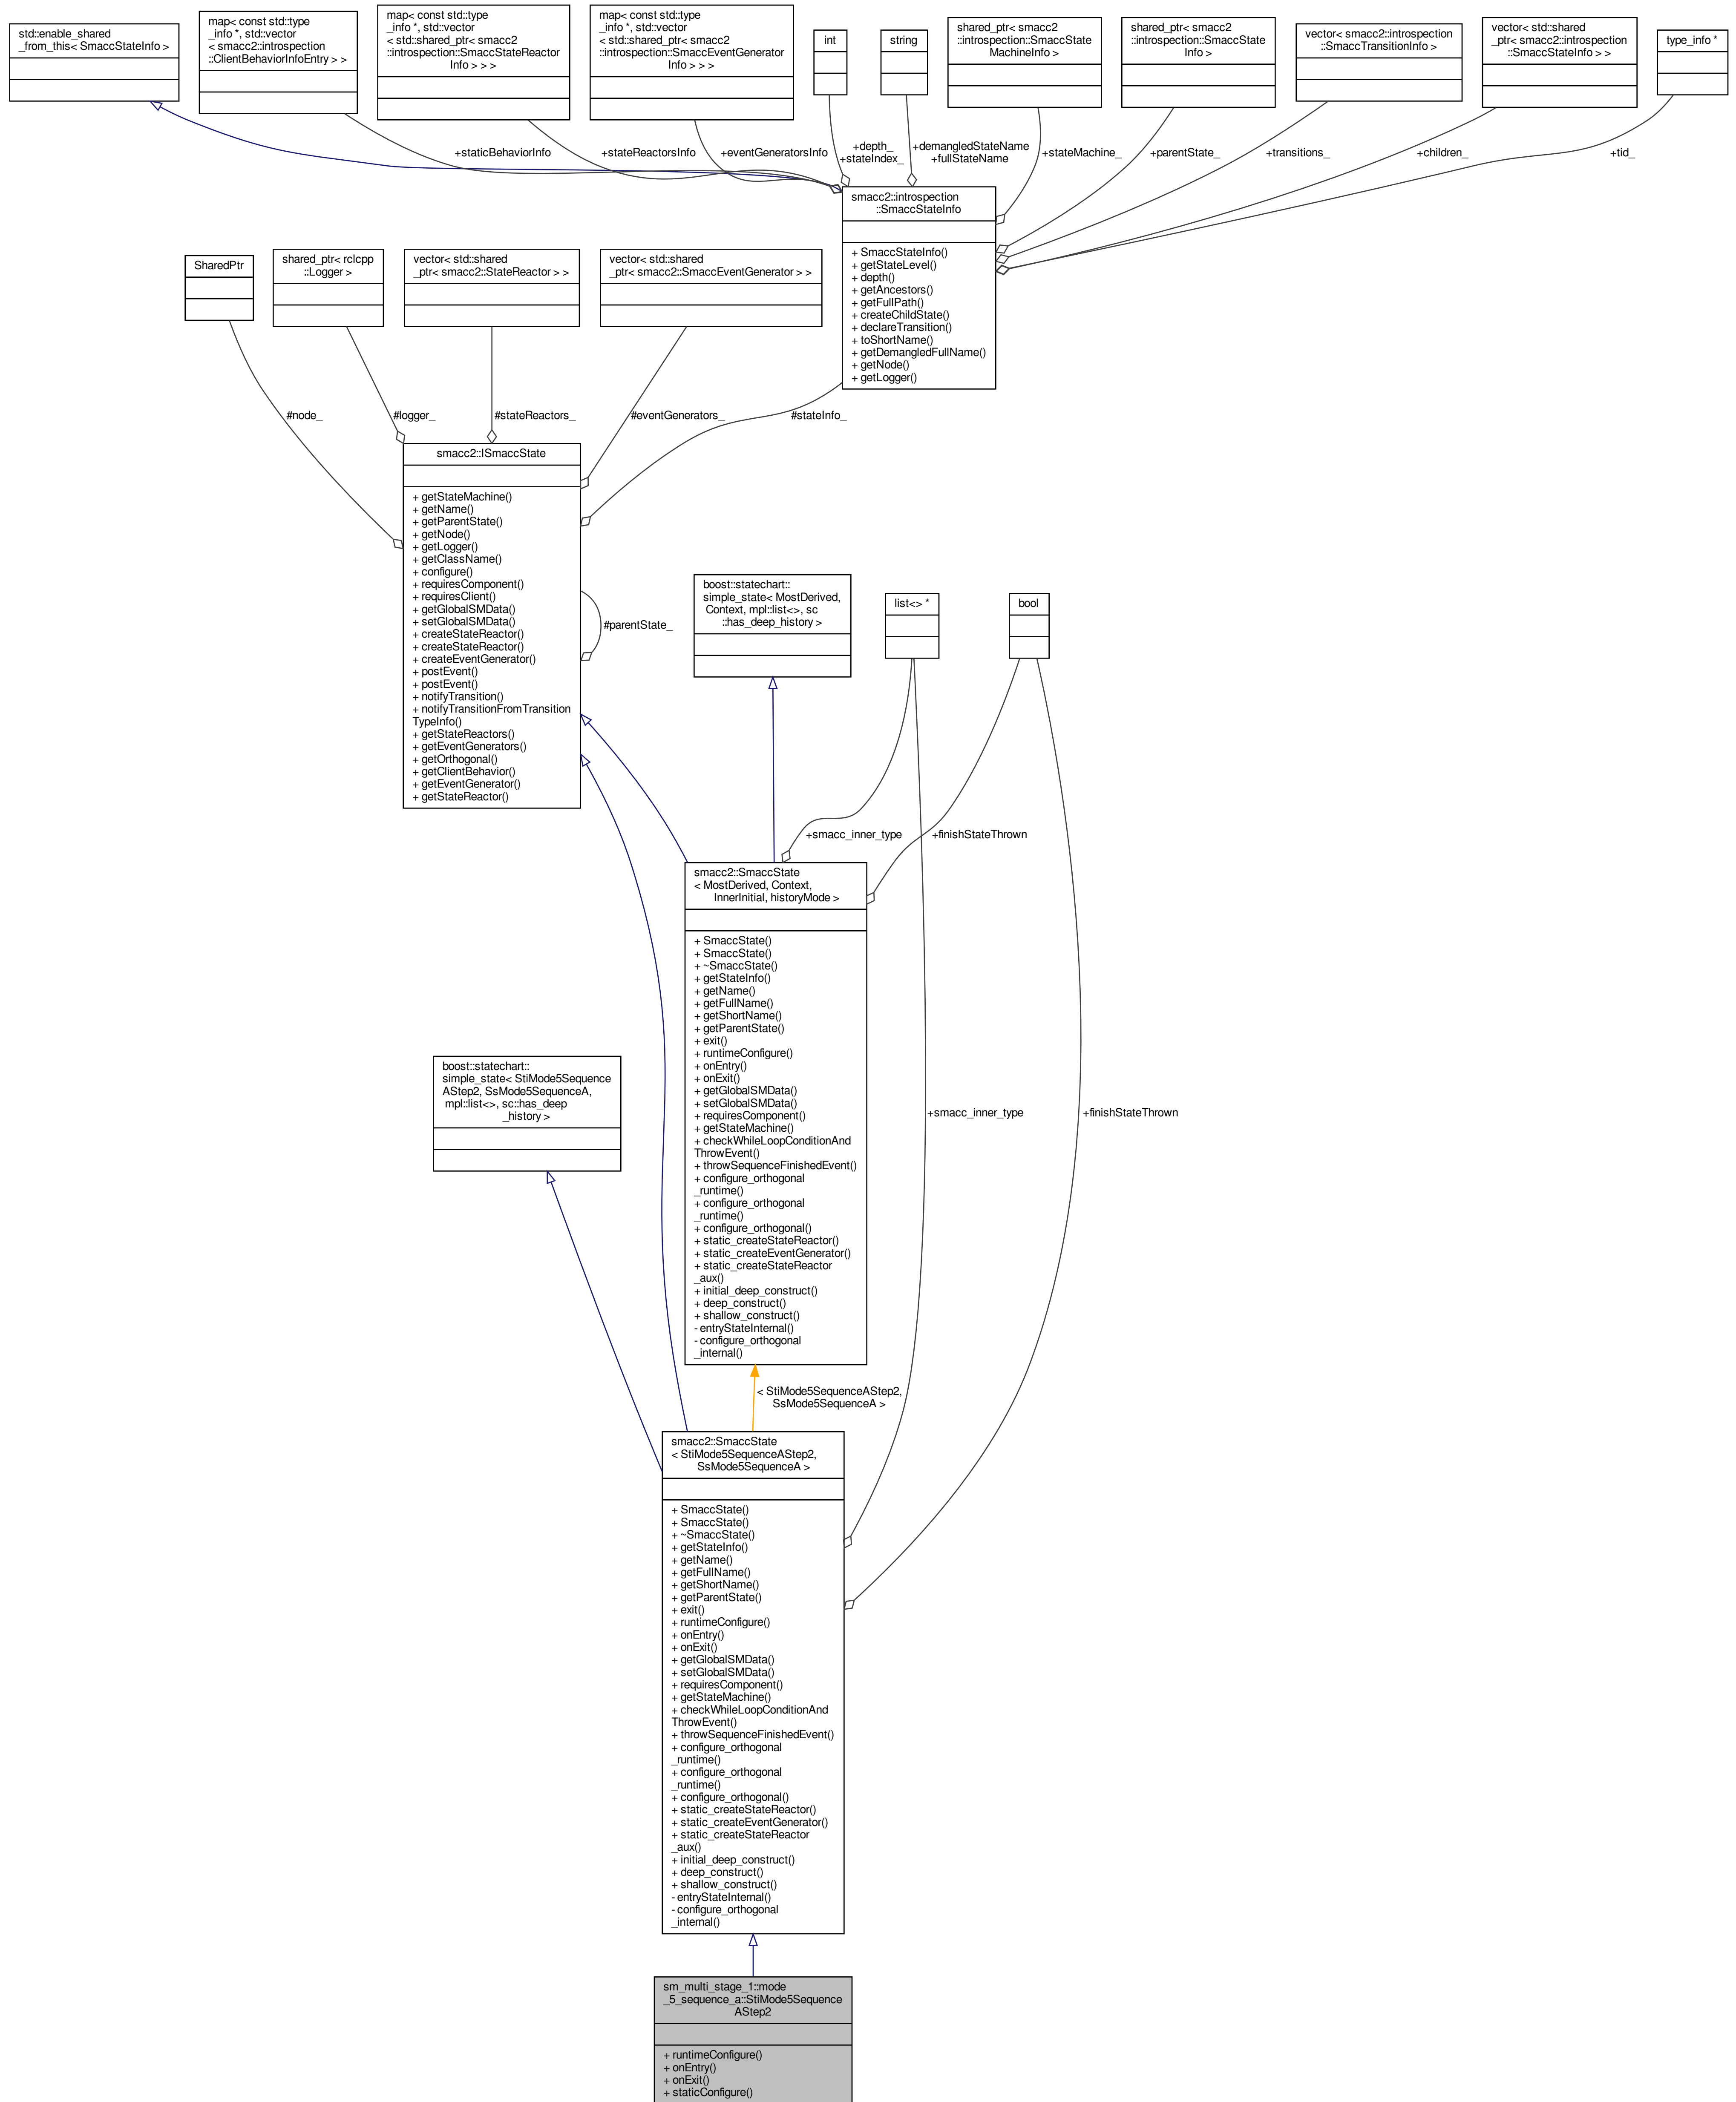 std::enable_shared
_from_this< SmaccStateInfo >
map< const std::type
_info *, std::vector
< smacc2::introspection
::ClientBehaviorInfoEntry > >
map< const std::type
_info *, std::vector
< std::shared_ptr< smacc2
::introspection::SmaccStateReactor
Info > > >
map< const std::type
_info *, std::vector
< std::shared_ptr< smacc2
::introspection::SmaccEventGenerator
Info > > >
int
string
shared_ptr< smacc2
::introspection::SmaccState
MachineInfo >
shared_ptr< smacc2
::introspection::SmaccState
Info >
vector< smacc2::introspection
::SmaccTransitionInfo >
vector< std::shared
_ptr< smacc2::introspection
::SmaccStateInfo > >
type_info *
+staticBehaviorInfo
+stateReactorsInfo
+eventGeneratorsInfo
+depth_
+stateIndex_
+demangledStateName
+fullStateName
+stateMachine_
+parentState_
+transitions_
+children_
+tid_
smacc2::introspection
::SmaccStateInfo
+ SmaccStateInfo()
+ getStateLevel()
+ depth()
+ getAncestors()
+ getFullPath()
+ createChildState()
+ declareTransition()
+ toShortName()
+ getDemangledFullName()
+ getNode()
+ getLogger()
SharedPtr
shared_ptr< rclcpp
::Logger >
vector< std::shared
_ptr< smacc2::StateReactor > >
vector< std::shared
_ptr< smacc2::SmaccEventGenerator > >
#node_
#logger_
#stateReactors_
#eventGenerators_
#stateInfo_
smacc2::ISmaccState
+ getStateMachine()
+ getName()
+ getParentState()
+ getNode()
+ getLogger()
+ getClassName()
+ configure()
+ requiresComponent()
+ requiresClient()
+ getGlobalSMData()
+ setGlobalSMData()
+ createStateReactor()
+ createStateReactor()
+ createEventGenerator()
+ postEvent()
+ postEvent()
+ notifyTransition()
+ notifyTransitionFromTransition
TypeInfo()
+ getStateReactors()
+ getEventGenerators()
+ getOrthogonal()
+ getClientBehavior()
+ getEventGenerator()
+ getStateReactor()
#parentState_
boost::statechart::
simple_state< MostDerived,
Context, mpl::list<>, sc
::has_deep_history >
list<> *
bool
+smacc_inner_type
+finishStateThrown
smacc2::SmaccState
< MostDerived, Context,
InnerInitial, historyMode >
+ SmaccState()
+ SmaccState()
+ ~SmaccState()
+ getStateInfo()
+ getName()
+ getFullName()
+ getShortName()
+ getParentState()
+ exit()
+ runtimeConfigure()
+ onEntry()
+ onExit()
+ getGlobalSMData()
+ setGlobalSMData()
+ requiresComponent()
+ getStateMachine()
+ checkWhileLoopConditionAnd
ThrowEvent()
+ throwSequenceFinishedEvent()
+ configure_orthogonal
_runtime()
+ configure_orthogonal
_runtime()
+ configure_orthogonal()
+ static_createStateReactor()
+ static_createEventGenerator()
+ static_createStateReactor
_aux()
+ initial_deep_construct()
+ deep_construct()
+ shallow_construct()
- entryStateInternal()
- configure_orthogonal
_internal()
boost::statechart::
simple_state< StiMode5Sequence
AStep2, SsMode5SequenceA,
mpl::list<>, sc::has_deep
_history >
+smacc_inner_type
+finishStateThrown
< StiMode5SequenceAStep2,
SsMode5SequenceA >
smacc2::SmaccState
< StiMode5SequenceAStep2,
SsMode5SequenceA >
+ SmaccState()
+ SmaccState()
+ ~SmaccState()
+ getStateInfo()
+ getName()
+ getFullName()
+ getShortName()
+ getParentState()
+ exit()
+ runtimeConfigure()
+ onEntry()
+ onExit()
+ getGlobalSMData()
+ setGlobalSMData()
+ requiresComponent()
+ getStateMachine()
+ checkWhileLoopConditionAnd
ThrowEvent()
+ throwSequenceFinishedEvent()
+ configure_orthogonal
_runtime()
+ configure_orthogonal
_runtime()
+ configure_orthogonal()
+ static_createStateReactor()
+ static_createEventGenerator()
+ static_createStateReactor
_aux()
+ initial_deep_construct()
+ deep_construct()
+ shallow_construct()
- entryStateInternal()
- configure_orthogonal
_internal()
sm_multi_stage_1::mode
_5_sequence_a::StiMode5Sequence
AStep2
+ runtimeConfigure()
+ onEntry()
+ onExit()
+ staticConfigure()